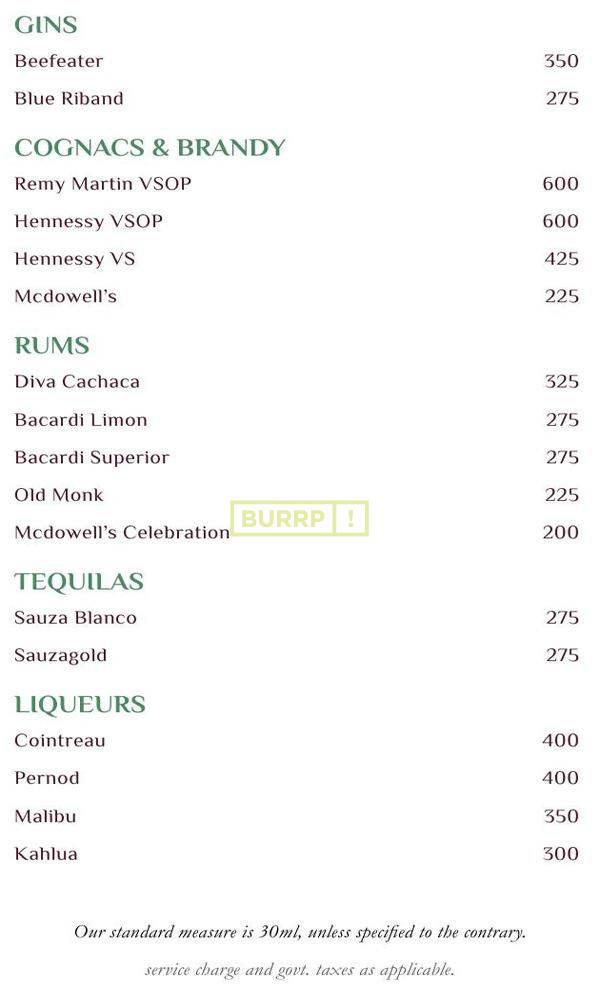 GINS
Beefeater 350
Blue Riband 275
COGNACS & BRANDY
Remy Martin VSOP 600
Hennessy VSOP 600
Hennessy VS 425
Mcdowell's 225
RUMS
Diva Cachaca 325
Bacardi Limon 275
Bacardi Superior 275
Old Monk 225
BURRP !
Mcdowell's Celebration 200
TEQUILAS
Sauza Blanco 275
Sauzagold 275
LIQUEURS
Cointreau 400
Pernod 400
Malibu 350
Kahlua 300
Our standard measure is 30ml, unless specified to the contrary.
service charge and govt. taxes as applicable.